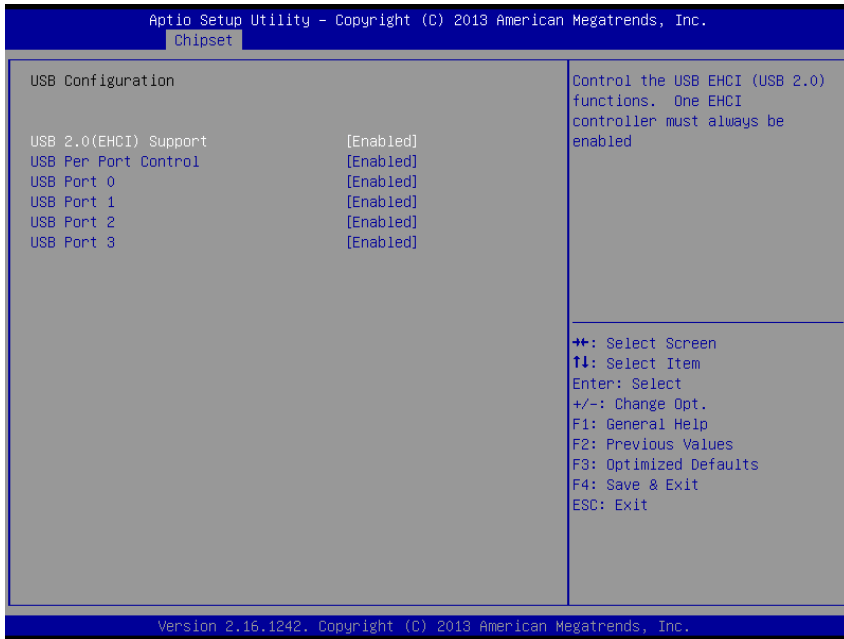 Aptio Setup Utility – Copyright (C) 2013 American Megatrends, Inc.
Chipset
USB Configuration
USB 2.0(EHCI) Support [Enabled]
USB Per Port Control [Enabled]
USB Port 0 [Enabled]
USB Port 1 [Enabled]
USB Port 2 [Enabled]
USB Port 3 [Enabled]
Control the USB EHCI (USB 2.0)
functions. One EHCI
controller must always be
enabled
→←: Select Screen
↑↓: Select Item
Enter: Select
+/-: Change Opt.
F1: General Help
F2: Previous Values
F3: Optimized Defaults
F4: Save & Exit
ESC: Exit
Version 2.16.1242. Copyright (C) 2013 American Megatrends, Inc.